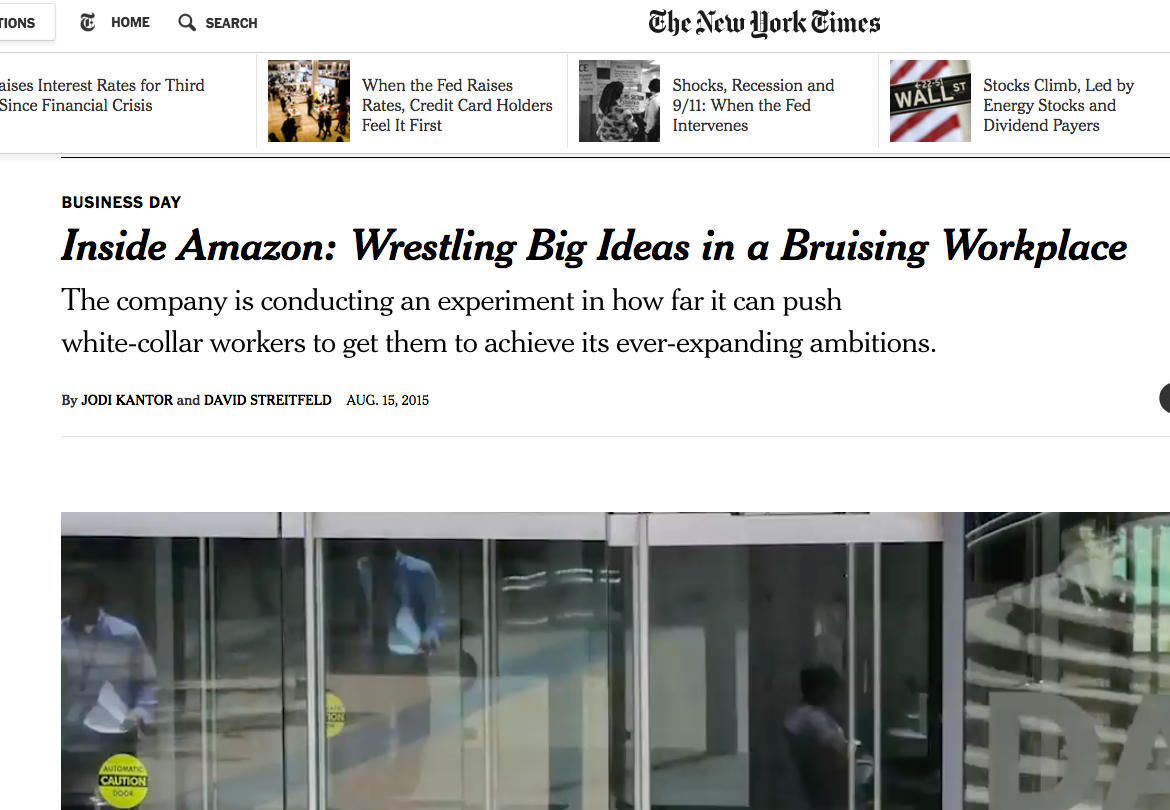 IONS
HOME
SEARCH
The New York Times
aises Interest Rates for Third
Since Financial Crisis
When the Fed Raises
Rates, Credit Card Holders
Feel It First
Shocks, Recession and
9/11: When the Fed
Intervenes
WALL ST
Stocks Climb, Led by
Energy Stocks and
Dividend Payers
BUSINESS DAY
Inside Amazon: Wrestling Big Ideas in a Bruising Workplace
The company is conducting an experiment in how far it can push
white-collar workers to get them to achieve its ever-expanding ambitions.
By JODI KANTOR and DAVID STREITFELD AUG. 15, 2015
AUTOMATIC
CAUTION
DOOR
DA